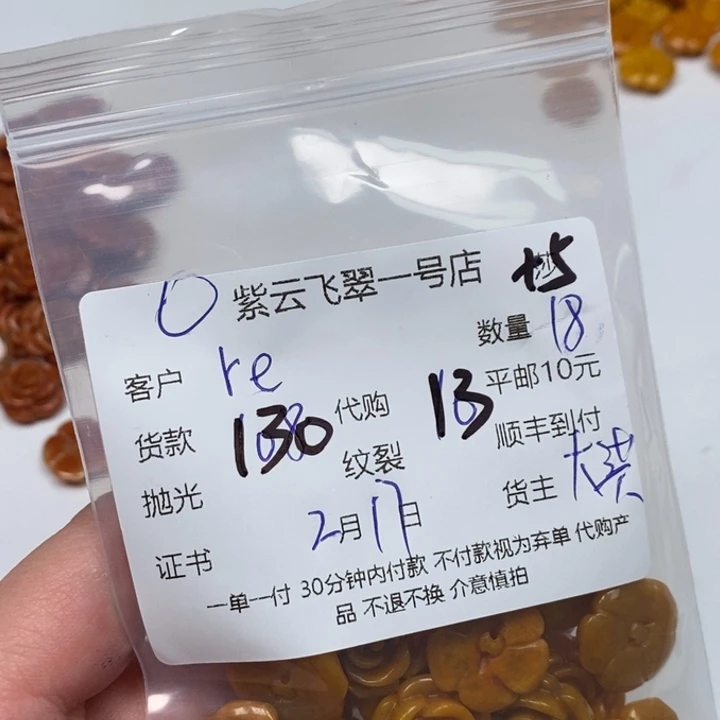 紫云飞翠一号店 +5
数量 18
客户 re
平邮10元
货款 130 代购 13
顺丰到付
抛光 纹裂
货主
证书 2月17日
一单一付 30分钟内付款 不付款视为弃单 代购产
品 不退不换 介意慎拍